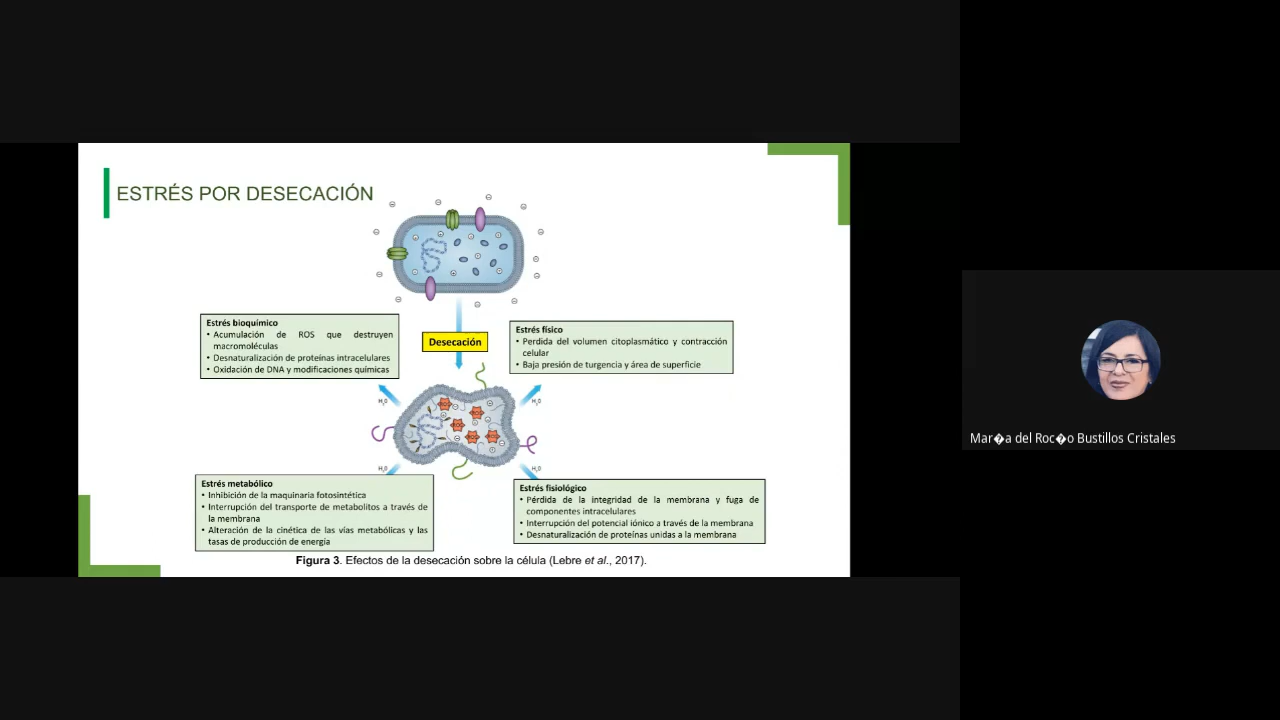 ESTRÉS POR DESECACIÓN
Estrés bioquímico
• Acumulación de ROS que destruyen
macromoléculas
• Desnaturalización de proteínas intracelulares
• Oxidación de DNA y modificaciones químicas
Desecación
Estrés físico
• Perdida del volumen citoplasmático y contracción
celular
• Baja presión de turgencia y área de superficie
H₂O
H₂O
H₂O
H₂O
Estrés metabólico
• Inhibición de la maquinaria fotosintética
• Interrupción del transporte de metabolitos a través de
la membrana
• Alteración de la cinética de las vías metabólicas y las
tasas de producción de energía
Estrés fisiológico
• Pérdida de la integridad de la membrana y fuga de
componentes intracelulares
• Interrupción del potencial iónico a través de la membrana
• Desnaturalización de proteínas unidas a la membrana
Figura 3. Efectos de la desecación sobre la célula (Lebre et al., 2017).
Mar�a del Roc�o Bustillos Cristales